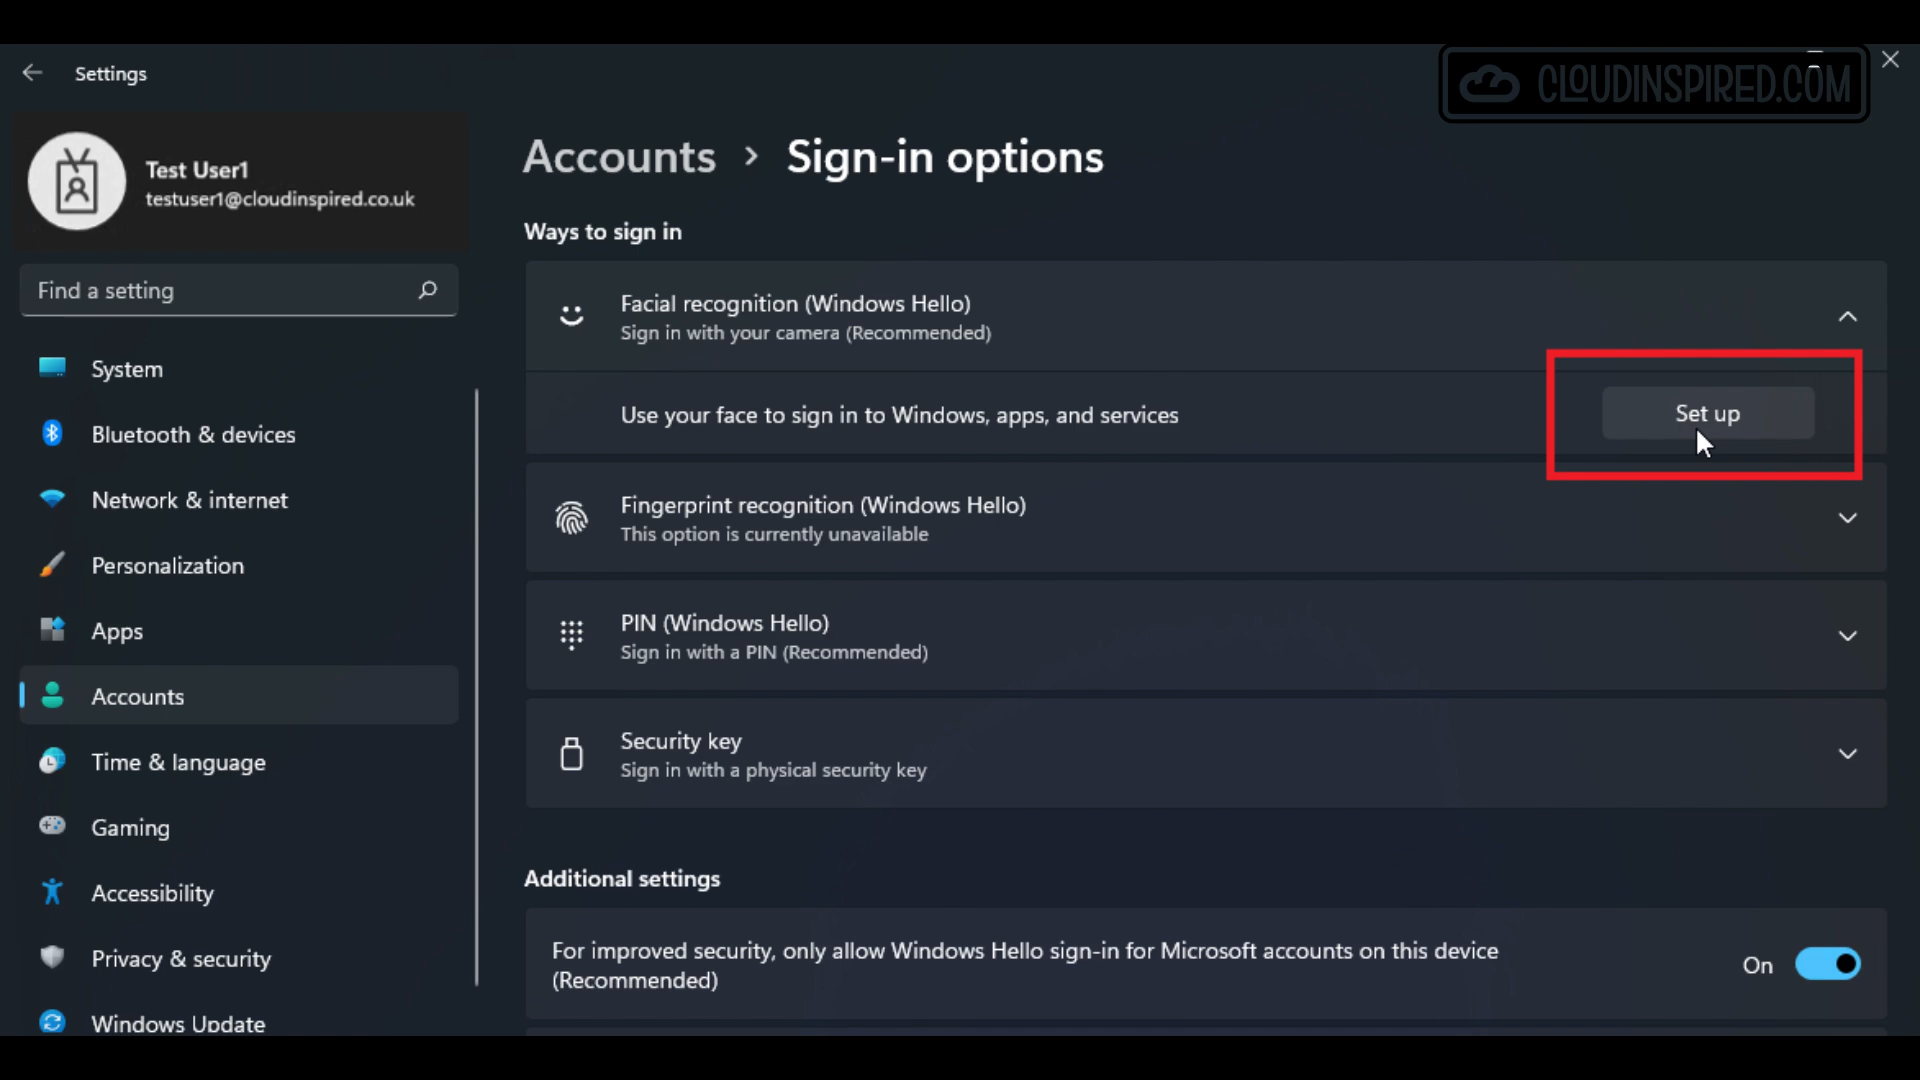 Settings
CLOUDINSPIRED.COM
Test User1
testuser1@cloudinspired.co.uk
Find a setting
System
Bluetooth & devices
Network & internet
Personalization
Apps
Accounts
Time & language
Gaming
Accessibility
Privacy & security
Windows Update
Accounts > Sign-in options
Ways to sign in
Facial recognition (Windows Hello)
Sign in with your camera (Recommended)
Use your face to sign in to Windows, apps, and services
Set up
Fingerprint recognition (Windows Hello)
This option is currently unavailable
PIN (Windows Hello)
Sign in with a PIN (Recommended)
Security key
Sign in with a physical security key
Additional settings
For improved security, only allow Windows Hello sign-in for Microsoft accounts on this device
(Recommended)
On